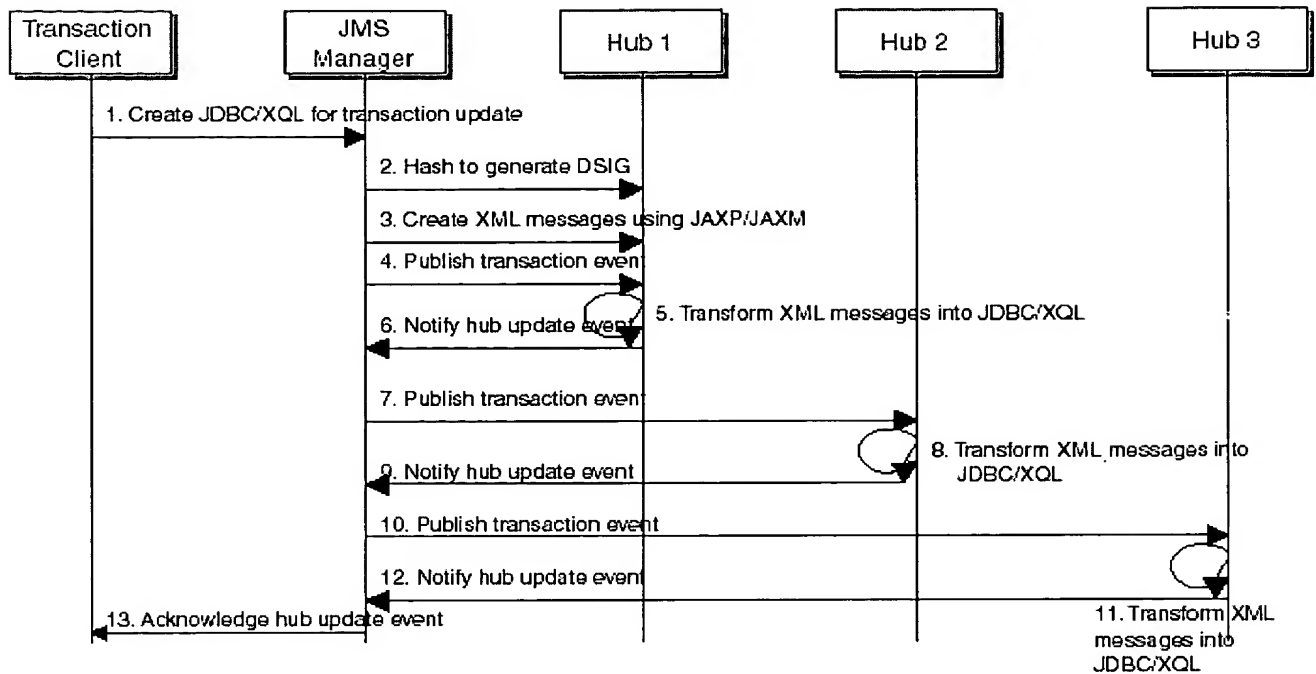 Transaction
Client
JMS
Manager
Hub 1
Hub 2
Hub 3
1. Create JDBC/XQL for transaction update
2. Hash to generate DSIG
3. Create XML messages using JAXP/JAXM
4. Publish transaction event
5. Transform XML messages into JDBC/XQL
6. Notify hub update event
7. Publish transaction event
8. Transform XML messages into
JDBC/XQL
9. Notify hub update event
10. Publish transaction event
12. Notify hub update event
11. Transform XML
messages into
JDBC/XQL
13. Acknowledge hub update event